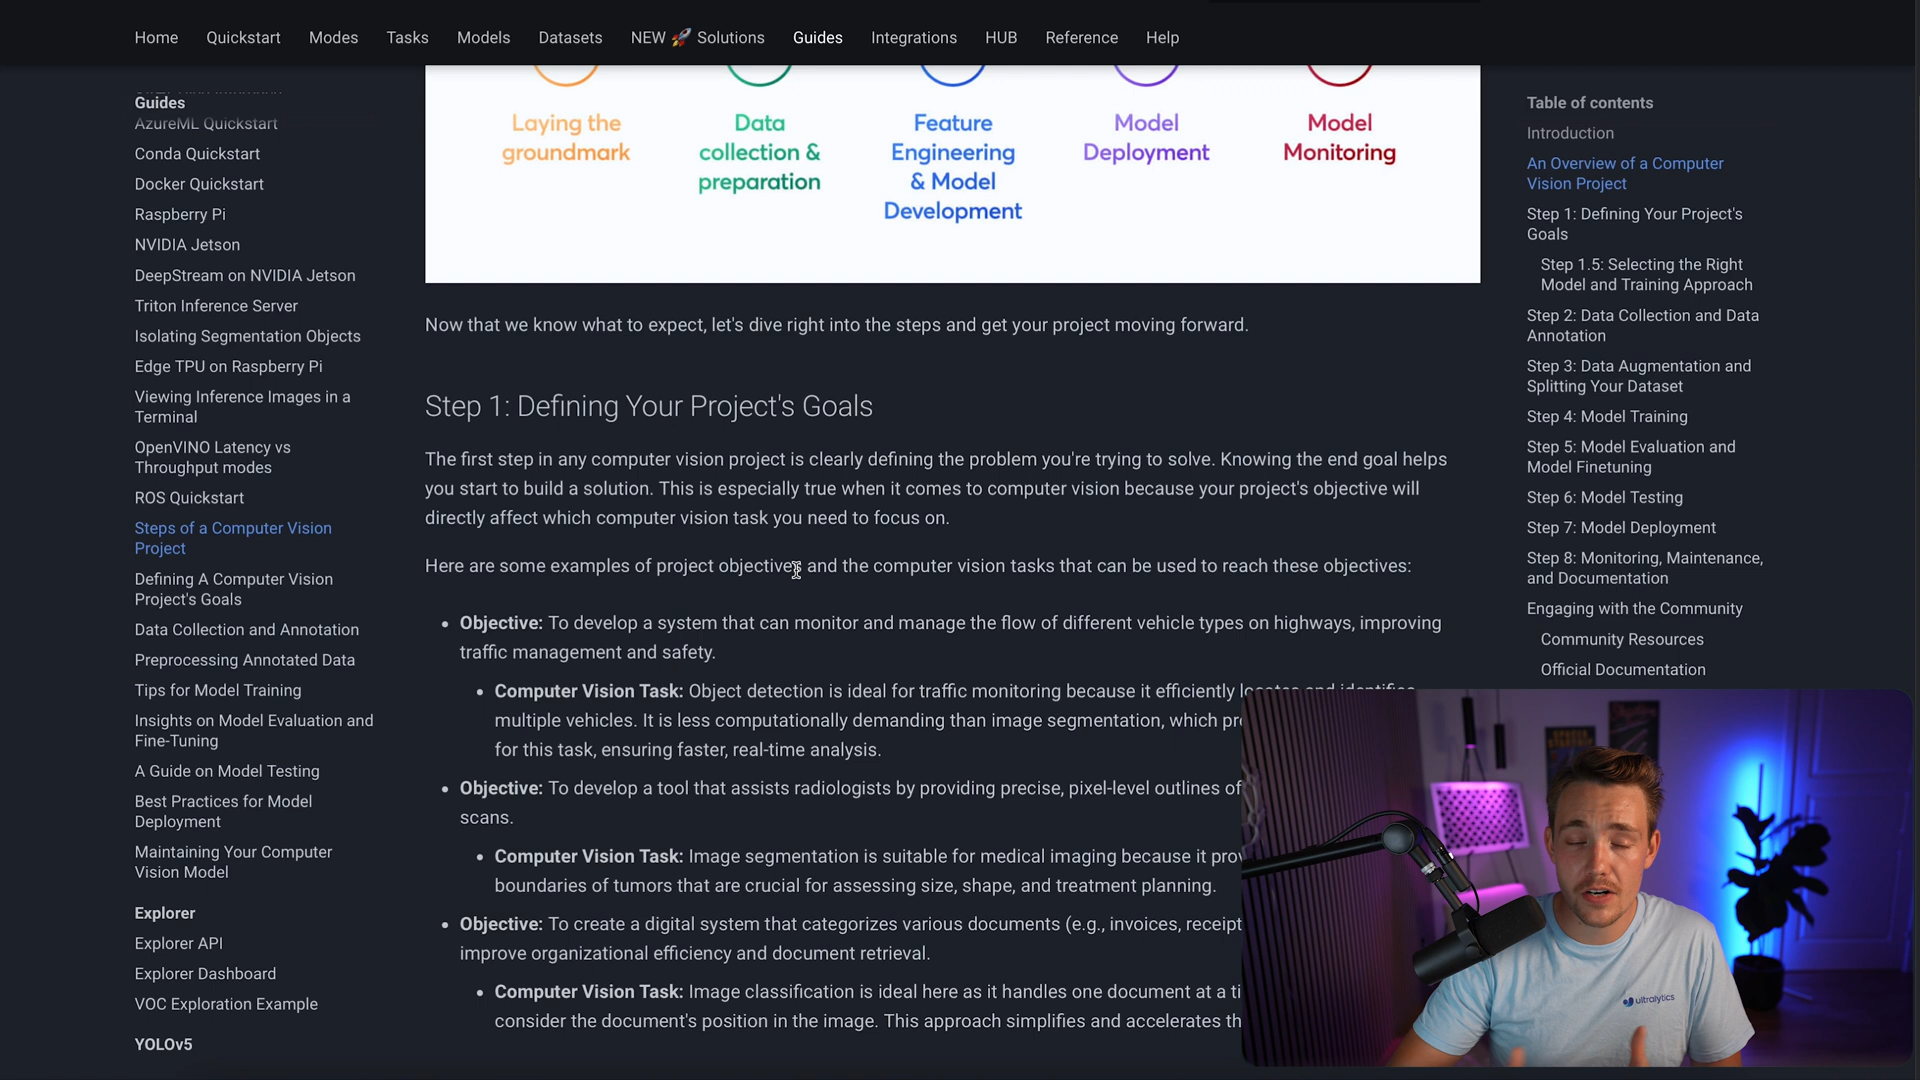 Home Quickstart Modes Tasks Models Datasets NEW 🚀 Solutions Guides Integrations HUB Reference Help
Guides
AzureML Quickstart
Conda Quickstart
Docker Quickstart
Raspberry Pi
NVIDIA Jetson
DeepStream on NVIDIA Jetson
Triton Inference Server
Isolating Segmentation Objects
Edge TPU on Raspberry Pi
Viewing Inference Images in a
Terminal
OpenVINO Latency vs
Throughput modes
ROS Quickstart
Steps of a Computer Vision
Project
Defining A Computer Vision
Project's Goals
Data Collection and Annotation
Preprocessing Annotated Data
Tips for Model Training
Insights on Model Evaluation and
Fine-Tuning
A Guide on Model Testing
Best Practices for Model
Deployment
Maintaining Your Computer
Vision Model
Explorer
Explorer API
Explorer Dashboard
VOC Exploration Example
YOLOv5
Laying the
groundmark
Data
collection &
preparation
Feature
Engineering
& Model
Development
Model
Deployment
Model
Monitoring
Now that we know what to expect, let's dive right into the steps and get your project moving forward.
Step 1: Defining Your Project's Goals
The first step in any computer vision project is clearly defining the problem you're trying to solve. Knowing the end goal helps
you start to build a solution. This is especially true when it comes to computer vision because your project's objective will
directly affect which computer vision task you need to focus on.
Here are some examples of project objectives and the computer vision tasks that can be used to reach these objectives:
• Objective: To develop a system that can monitor and manage the flow of different vehicle types on highways, improving
traffic management and safety.
• Computer Vision Task: Object detection is ideal for traffic monitoring because it efficiently locates and identifies
multiple vehicles. It is less computationally demanding than image segmentation, which
for this task, ensuring faster, real-time analysis.
• Objective: To develop a tool that assists radiologists by providing precise, pixel-level outlines of
scans.
• Computer Vision Task: Image segmentation is suitable for medical imaging because it
boundaries of tumors that are crucial for assessing size, shape, and treatment planning.
• Objective: To create a digital system that categorizes various documents (e.g., invoices, receipt
improve organizational efficiency and document retrieval.
• Computer Vision Task: Image classification is ideal here as it handles one document at a
consider the document's position in the image. This approach simplifies and accelerates
Table of contents
Introduction
An Overview of a Computer
Vision Project
Step 1: Defining Your Project's
Goals
Step 1.5: Selecting the Right
Model and Training Approach
Step 2: Data Collection and Data
Annotation
Step 3: Data Augmentation and
Splitting Your Dataset
Step 4: Model Training
Step 5: Model Evaluation and
Model Finetuning
Step 6: Model Testing
Step 7: Model Deployment
Step 8: Monitoring, Maintenance,
and Documentation
Engaging with the Community
Community Resources
Official Documentation
ultralytics